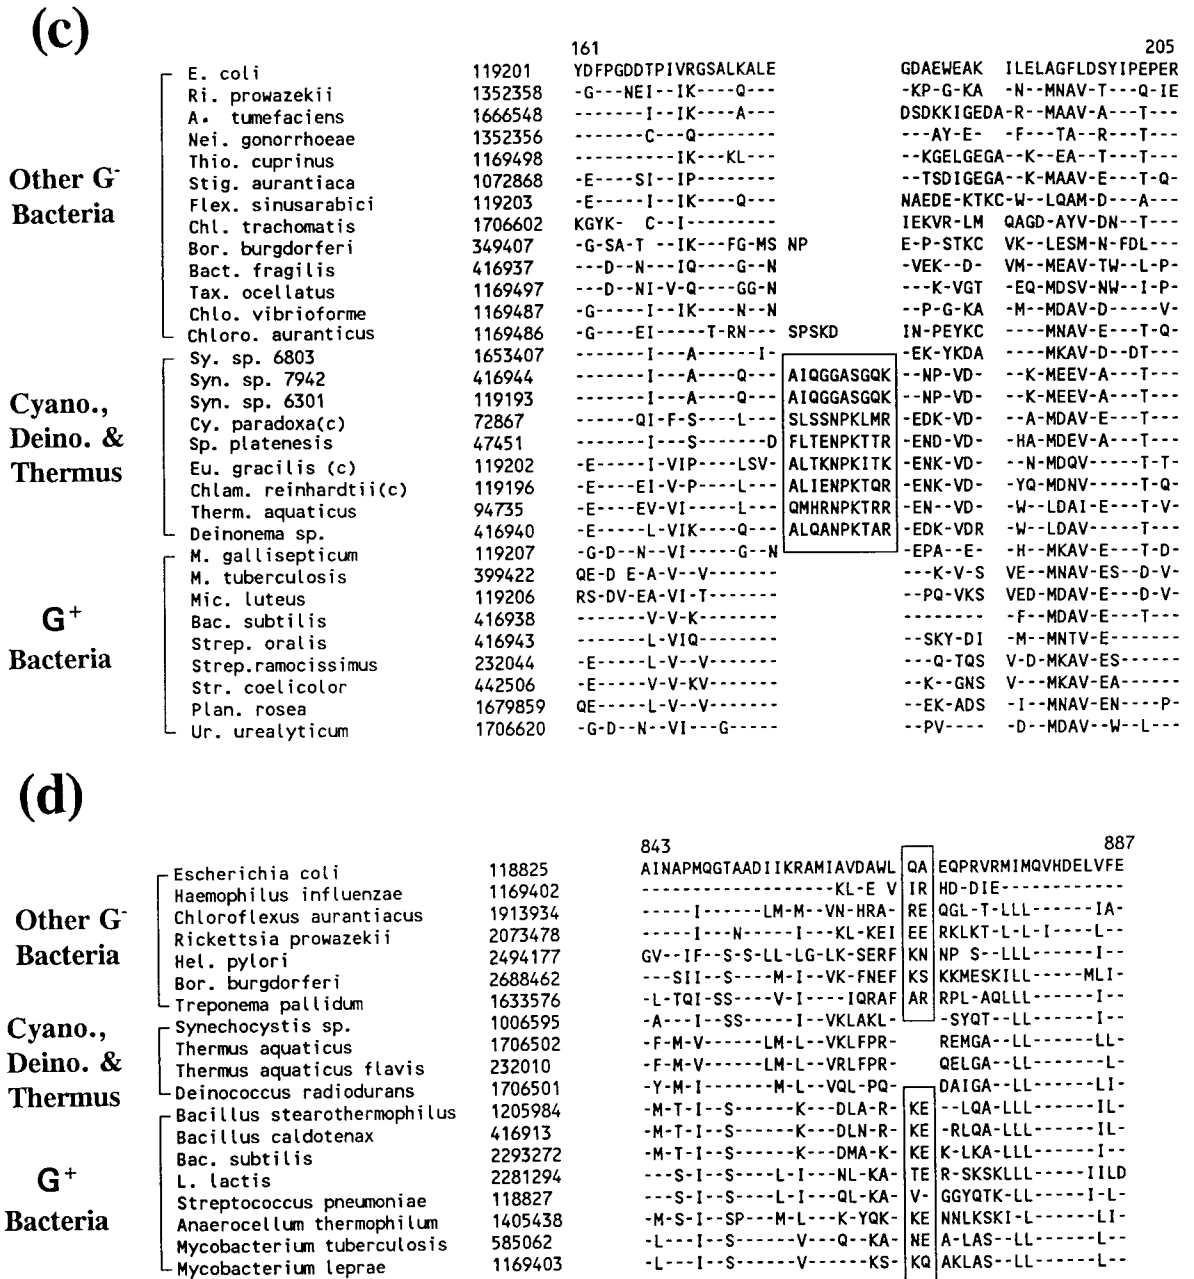 (c)
161 205
E. coli 119201 YDFPGDDTPIVRGSALKALE GDAEWEAK ILELAGFLDSYIPEPER
Ri. prowazekii 1352358 -G---NEI--IK----Q--- -KP-G-KA -N--MNAV-T---Q-IE
A. tumefaciens 1666548 ------I--IK----A--- DSDKKIGEDA-R--MAAV-A---T---
Nei. gonorrhoeae 1352356 ------C---Q-------- ---AY-E- -F---TA--R---T---
Thio. cuprinus 1169498 ---------IK---KL--- --KGELGEGA--K--EA--T---T---
Other G-
Bacteria
Stig. aurantiaca 1072868 -E----SI--IP------- --TSDIGEGA--K-MAAV-E---T-Q-
Flex. sinusarabici 119203 -E-----I--IK----Q--- NAEDE-KTKC-W--LQAM-D---A---
Chl. trachomatis 1706602 KGYK- C--I---------- IEKVR-LM QAGD-AYV-DN--T---
Bor. burgdorferi 349407 -G-SA-T --IK---FG-MS NP E-P-STKC VK--LESM-N-FDL---
Bact. fragilis 416937 ---D--N---IQ----G--N -VEK--D- VM--MEAV-TW--L-P-
Tax. ocellatus 1169497 ---D--NI-V-Q----GG-N ---K-VGT -EQ-MDSV-NW--I-P-
Chlo. vibrioforme 1169487 -G-----I--IK----N--N --P-G-KA -M--MDAV-D-----V-
Chloro. auranticus 1169486 -G----EI-----T-RN--- SPSKD IN-PEYKC ----MNAV-E---T-Q-
Sy. sp. 6803 1653407 -------I---A------I- -EK-YKDA ----MKAV-D--DT---
Syn. sp. 7942 416944 -------I---A----Q--- AIQGGASGQK --NP-VD- --K-MEEV-A---T---
Cyano.,
Deino. &
Thermus
Syn. sp. 6301 119193 -------I---A----Q--- AIQGGASGQK --NP-VD- --K-MEEV-A---T---
Cy. paradoxa(c) 72867 ------QI-F-S----L--- SLSSNPKLMR -EDK-VD- --A-MDAV-E---T---
Sp. platenesis 47451 -------I---S-------D FLTENPKTTR -END-VD- -HA-MDEV-A---T---
Eu. gracilis (c) 119202 -E-----I-VIP----LSV- ALTKNPKITK -ENK-VD- --N-MDQV-----T-T-
Chlam. reinhardtii(c) 119196 -E----EI-V-P----L--- ALIENPKTQR -ENK-VD- -YQ-MDNV-----T-Q-
Therm. aquaticus 94735 -E----EV-VI-----L--- QMHRNPKTRR -EN--VD- -W--LDAI-E---T-V-
Deinonema sp. 416940 -E-----L-VIK----Q--- ALQANPKTAR -EDK-VDR -W--LDAV-----T---
M. gallisepticum 119207 -G-D--N--VI-----G--N -EPA--E- -H--MKAV-E---T-D-
M. tuberculosis 399422 QE-D E-A-V--V------- ---K-V-S VE--MNAV-ES--D-V-
Mic. luteus 119206 RS-DV-EA-VI-T------- --PQ-VKS VED-MDAV-E---D-V-
G+
Bacteria
Bac. subtilis 416938 -------V-V-K-------- -------- ---F--MDAV-E---T---
Strep. oralis 416943 -------L-VIQ-------- --SKY-DI -M--MNTV-E--------
Strep.ramocissimus 232044 -E-----L-V--V------- ---Q-TQS V-D-MKAV-ES------
Str. coelicolor 442506 -E-----V-V-KV------- --K--GNS V---MKAV-EA------
Plan. rosea 1679859 QE-----L-V--V------- --EK-ADS -I--MNAV-EN----P-
Ur. urealyticum 1706620 -G-D--N--VI---G----- --PV---- -D--MDAV--W--L---
(d)
843 887
Escherichia coli 118825 AINAPMQGTAADIIKRAMIAVDAWL QA EQPRVRMIMQVHDELVFE
Haemophilus influenzae 1169402 -------------------KL-E V IR HD-DIE-----------
Other G-
Bacteria
Chloroflexus aurantiacus 1913934 -----I------LM-M--VN-HRA- RE QGL-T-LLL------IA-
Rickettsia prowazekii 2073478 -----I---N-----I---KL-KEI EE RKLKT-L-L-I----L--
Hel. pylori 2494177 GV--IF--S-S-LL-LG-LK-SERF KN NP S--LLL------I--
Bor. burgdorferi 2688462 ---SII--S----M-I--VK-FNEF KS KKMESKILL-----MLI-
Treponema pallidum 1633576 -L-TQI-SS----V-I----IQRAF AR RPL-AQLLL------I--
Cyano.,
Deino. &
Thermus
Synechocystis sp. 1006595 -A---I--SS------I--VKLAKL- -SYQT--LL------I--
Thermus aquaticus 1706502 -F-M-V------LM-L--VKLFPR- REMGA--LL------LL-
Thermus aquaticus flavis 232010 -F-M-V------LM-L--VRLFPR- QELGA--LL------L-
Deinococcus radiodurans 1706501 -Y-M-I-------M-L--VQL-PQ- DAIGA--LL------LI-
Bacillus stearothermophilus 1205984 -M-T-I--S------K---DLA-R- KE --LQA-LLL------IL-
Bacillus caldotenax 416913 -M-T-I--S------K---DLN-R- KE -RLQA-LLL------IL-
G+
Bacteria
Bac. subtilis 2293272 -M-T-I--S------K---DMA-K- KE K-LKA-LLL------IL-
L. lactis 2281294 ---S-I--S----L-I---NL-KA- TE R-SKSKLLL------IILD
Streptococcus pneumoniae 118827 ---S-I--S----L-I---QL-KA- V- GGYQTK-LL------I-L-
Anaerocellum thermophilum 1405438 -M-S-I--SP---M-L---K-YQK- KE NNLKSKI-L------LI-
Mycobacterium tuberculosis 585062 -L---I--S------V---Q--KA- NE A-LAS--LL------L--
Mycobacterium leprae 1169403 -L---I--S------V------KS- KQ AKLAS--LL------L--